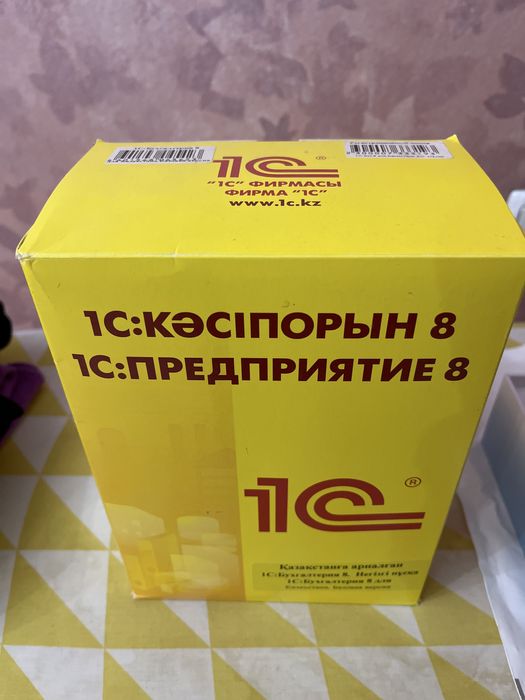 1С®
"1С" ФИРМАСЫ
ФИРМА "1С"
www.1c.kz
1С:КӘСІПОРЫН 8
1С:ПРЕДПРИЯТИЕ 8
1С®
Қазақстанға арналған
1С:Бухгалтерия 8. Негізгі нұсқа
1С:Бухгалтерия 8 для
Казахстана. Базовая версия